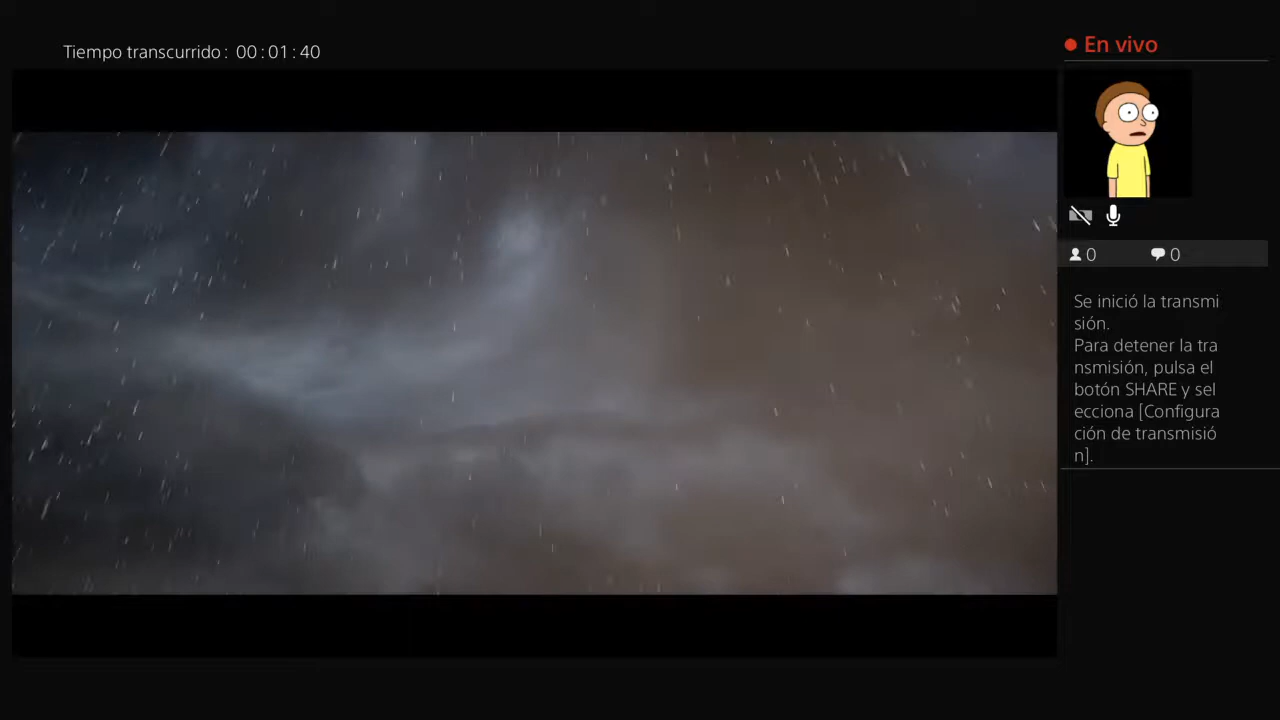 Tiempo transcurrido: 00:01:40
En vivo
0
0
Se inició la transmi
sión.
Para detener la tra
nsmisión, pulsa el
botón SHARE y sel
ecciona [Configura
ción de transmisió
n].